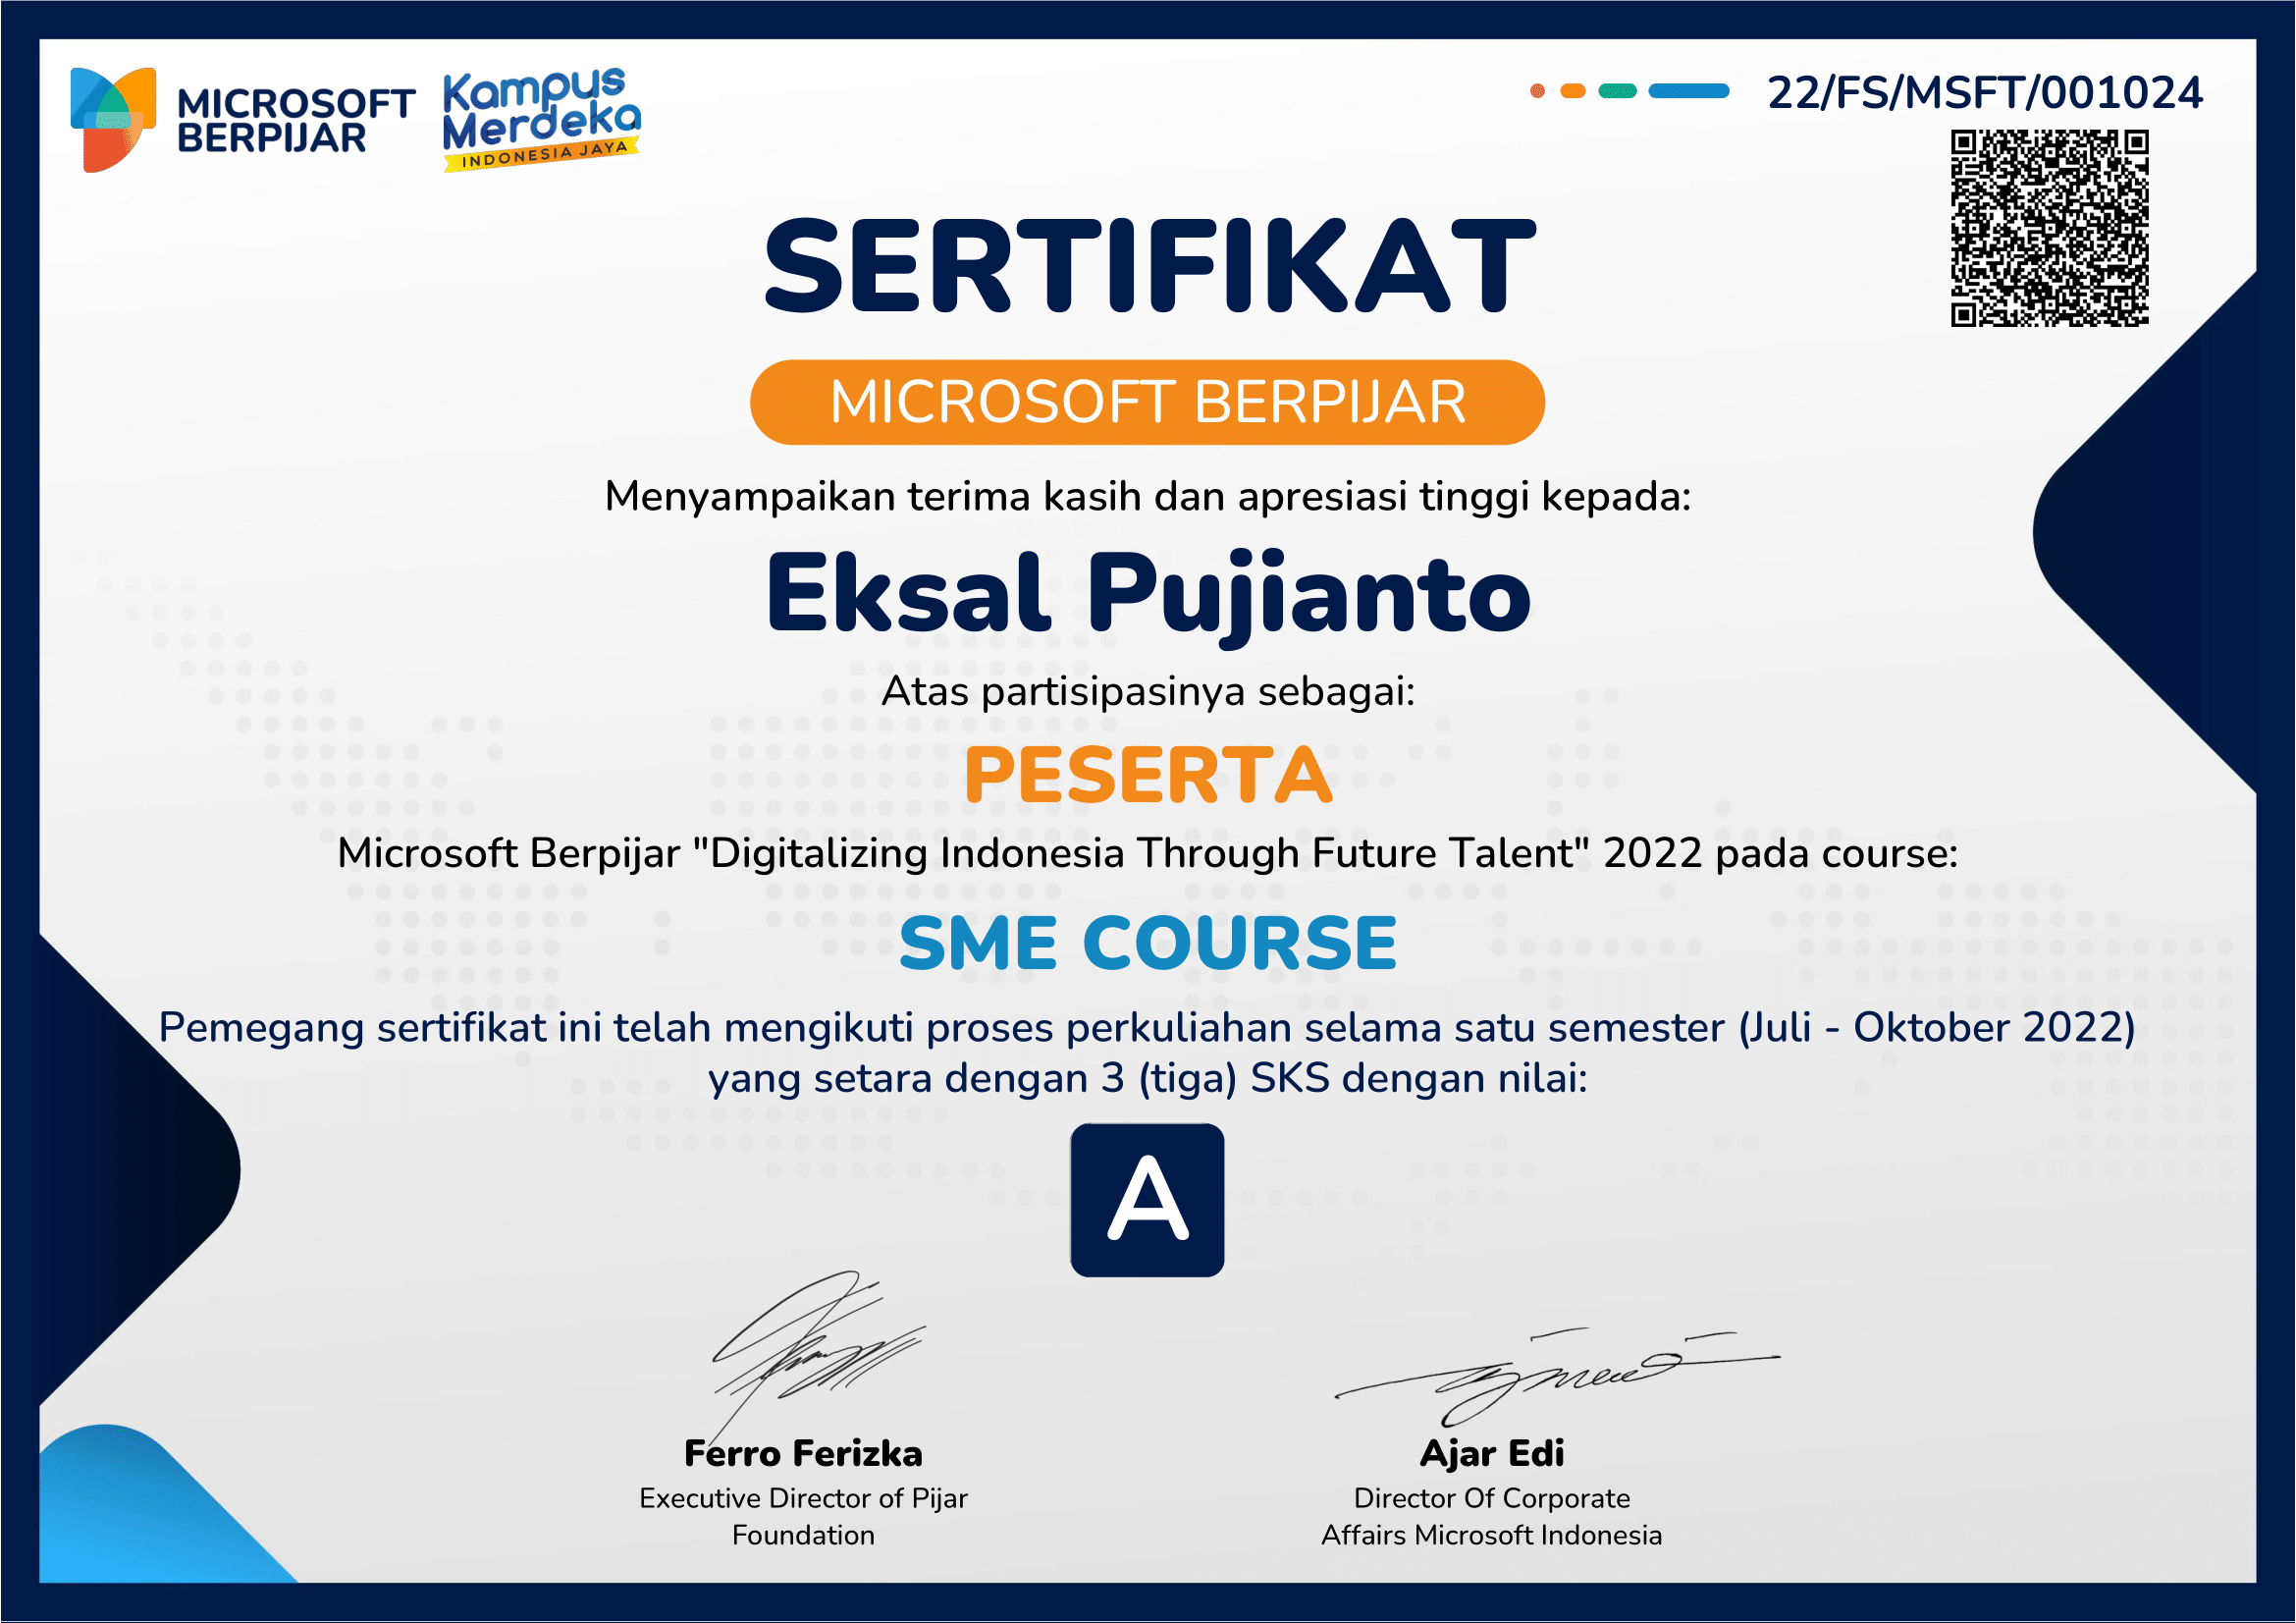 MICROSOFT
BERPIJAR
Kampus
Merdeka
INDONESIA JAYA
22/FS/MSFT/001024
SERTIFIKAT
MICROSOFT BERPIJAR
Menyampaikan terima kasih dan apresiasi tinggi kepada:
Eksal Pujianto
Atas partisipasinya sebagai:
PESERTA
Microsoft Berpijar "Digitalizing Indonesia Through Future Talent" 2022 pada course:
SME COURSE
Pemegang sertifikat ini telah mengikuti proses perkuliahan selama satu semester (Juli - Oktober 2022)
yang setara dengan 3 (tiga) SKS dengan nilai:
A
Ferro Ferizka
Executive Director of Pijar
Foundation
Ajar Edi
Director Of Corporate
Affairs Microsoft Indonesia